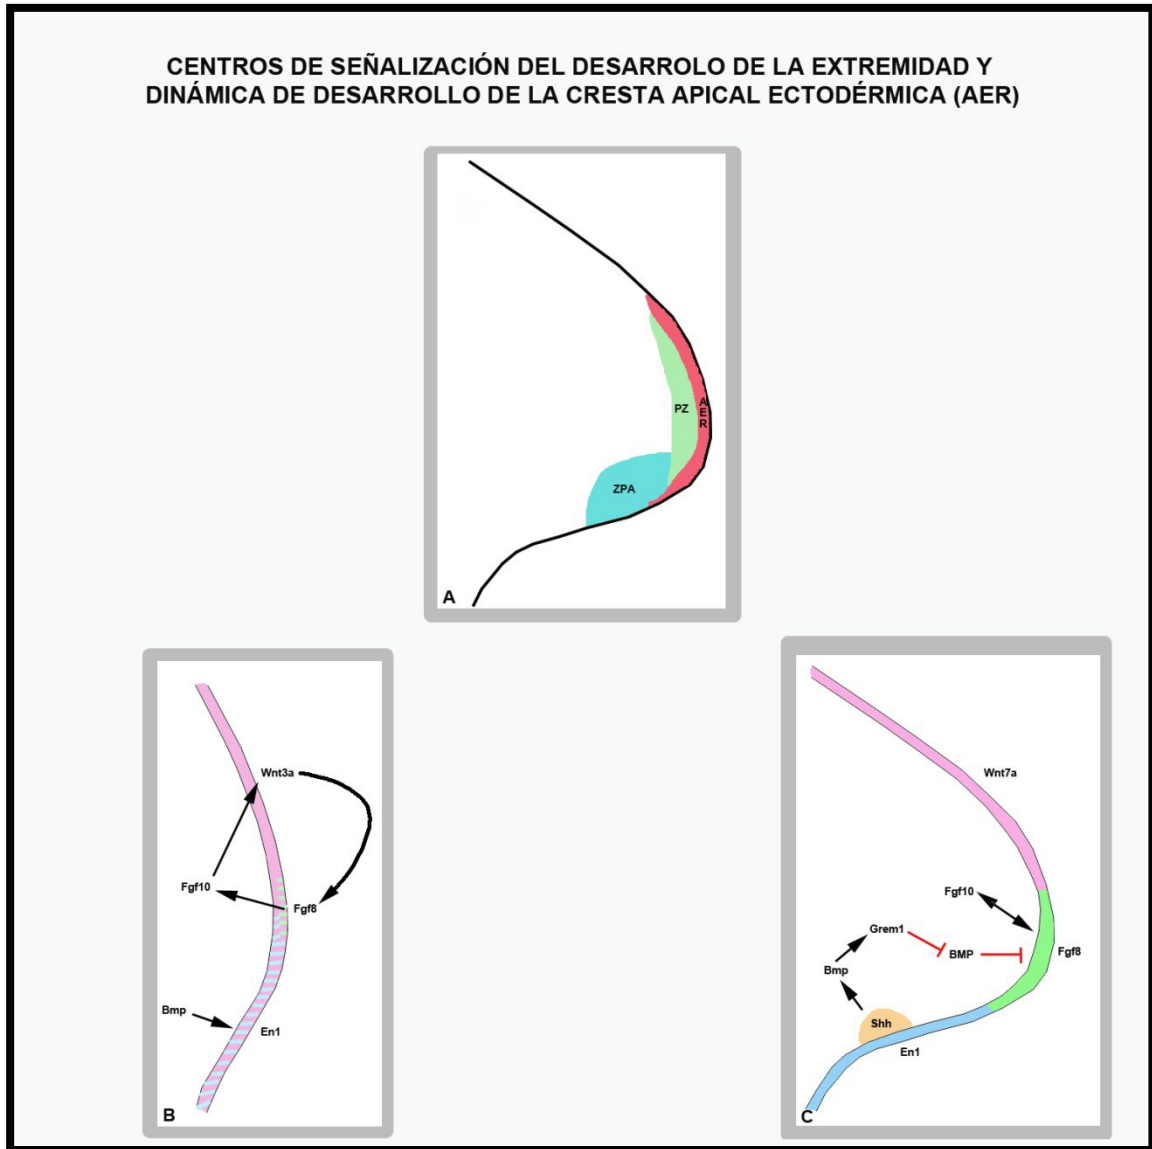 CENTROS DE SEÑALIZACIÓN DEL DESARROLO DE LA EXTREMIDAD Y
DINÁMICA DE DESARROLLO DE LA CRESTA APICAL ECTODÉRMICA (AER)
PZ
AER
ZPA
A
Wnt3a
Fgf10
Fgf8
Bmp
En1
B
Wnt7a
Fgf10
Grem1
BMP
Fgf8
Bmp
Shh
En1
C